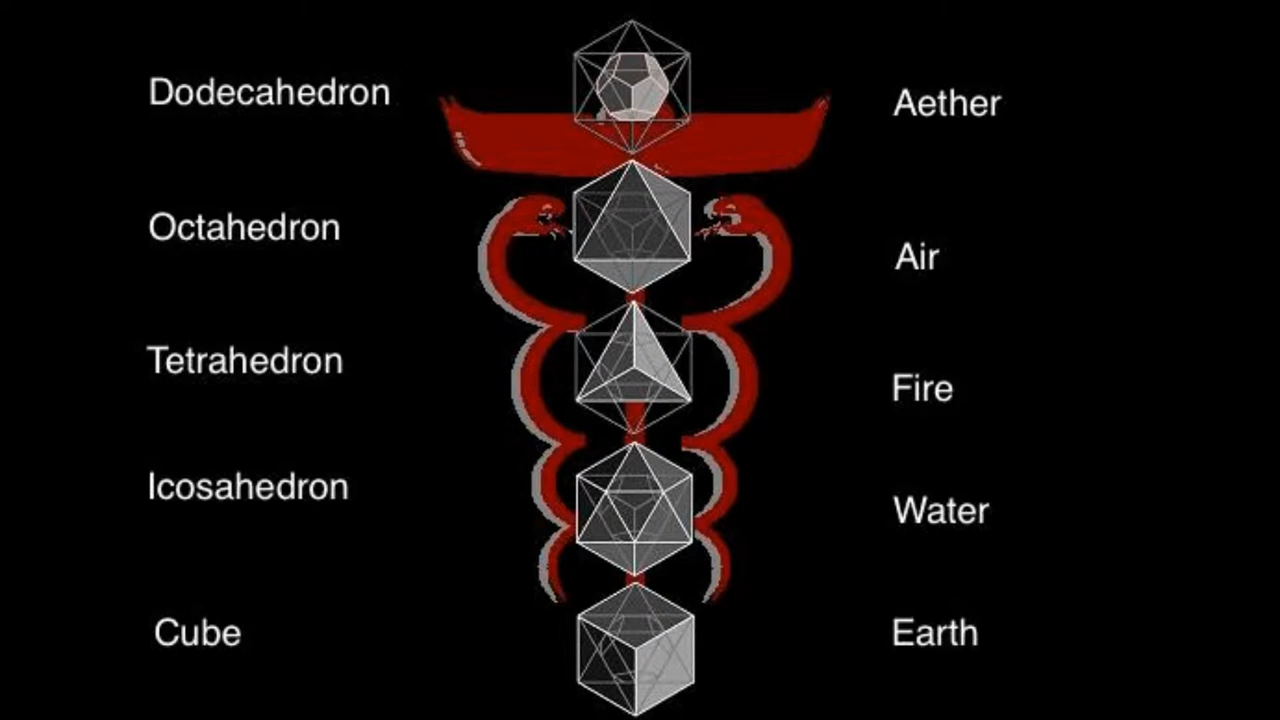 Dodecahedron
Aether
Octahedron
Air
Tetrahedron
Fire
Icosahedron
Water
Cube
Earth